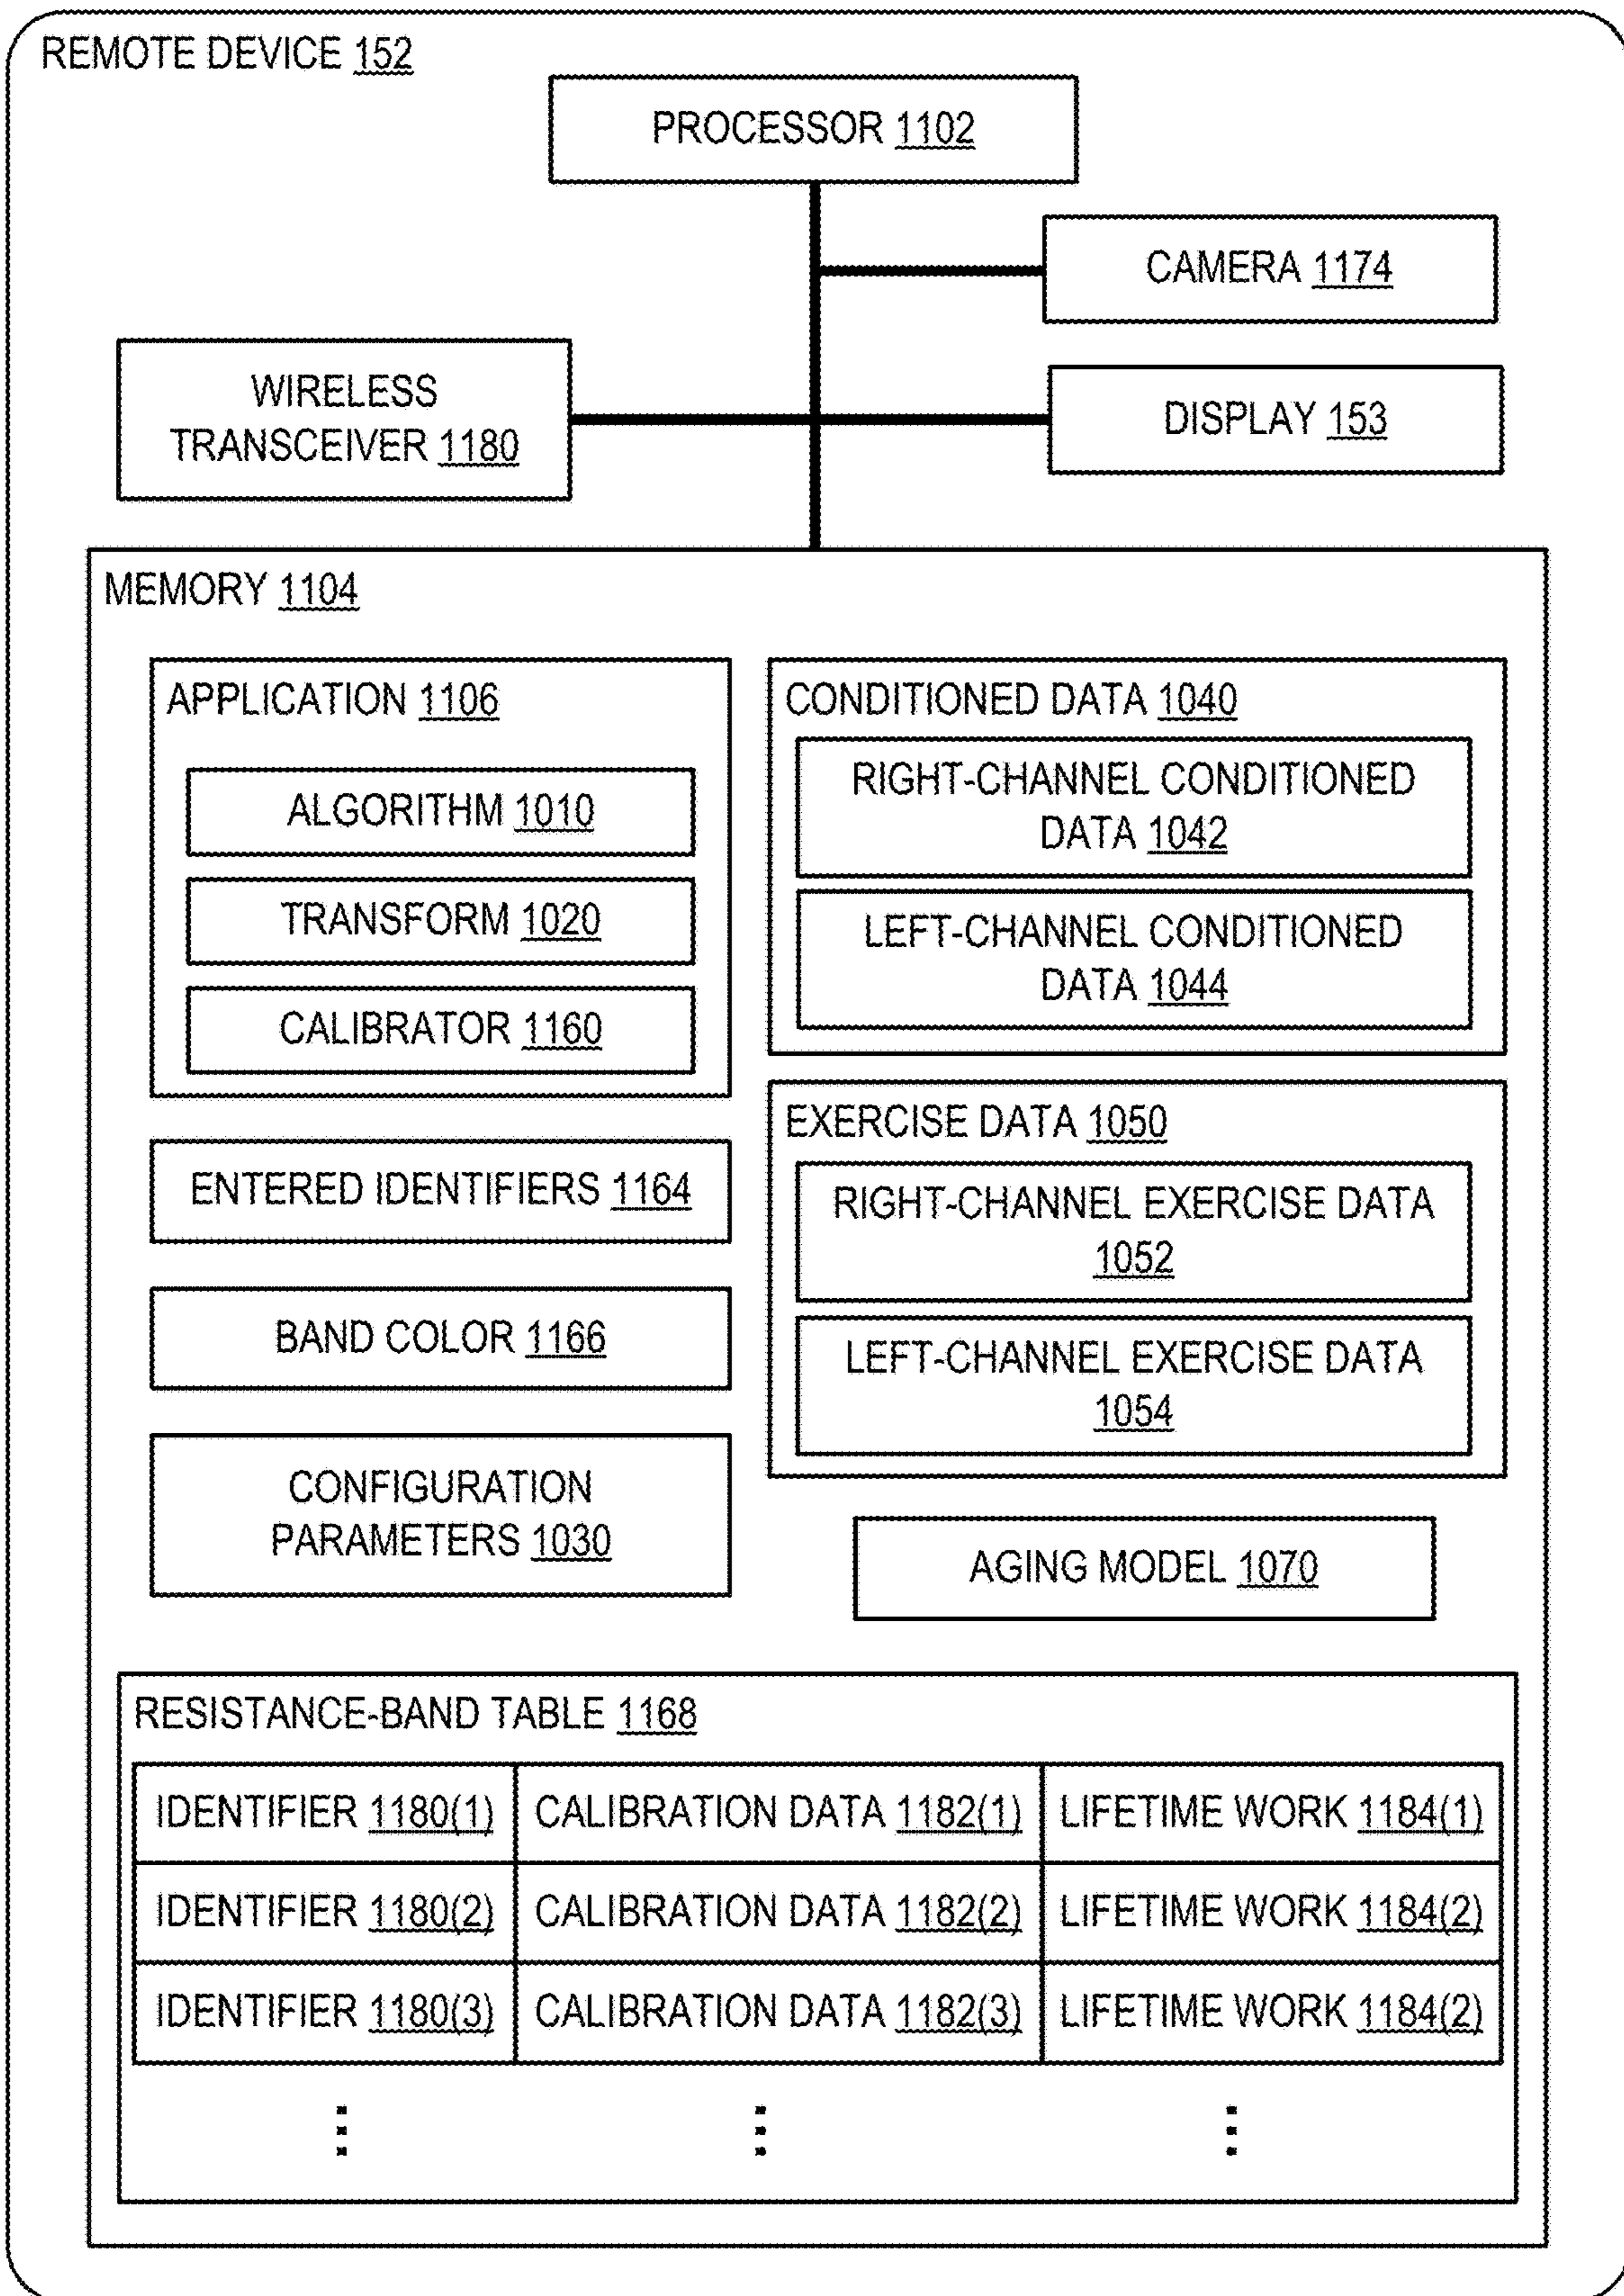 REMOTE DEVICE 152
PROCESSOR 1102
CAMERA 1174
WIRELESS
TRANSCEIVER 1180
DISPLAY 153
MEMORY 1104
APPLICATION 1106
ALGORITHM 1010
TRANSFORM 1020
CALIBRATOR 1160
ENTERED IDENTIFIERS 1164
BAND COLOR 1166
CONFIGURATION
PARAMETERS 1030
CONDITIONED DATA 1040
RIGHT-CHANNEL CONDITIONED
DATA 1042
LEFT-CHANNEL CONDITIONED
DATA 1044
EXERCISE DATA 1050
RIGHT-CHANNEL EXERCISE DATA
1052
LEFT-CHANNEL EXERCISE DATA
1054
AGING MODEL 1070
RESISTANCE-BAND TABLE 1168
IDENTIFIER 1180(1) CALIBRATION DATA 1182(1) LIFETIME WORK 1184(1)
IDENTIFIER 1180(2) CALIBRATION DATA 1182(2) LIFETIME WORK 1184(2)
IDENTIFIER 1180(3) CALIBRATION DATA 1182(3) LIFETIME WORK 1184(2)